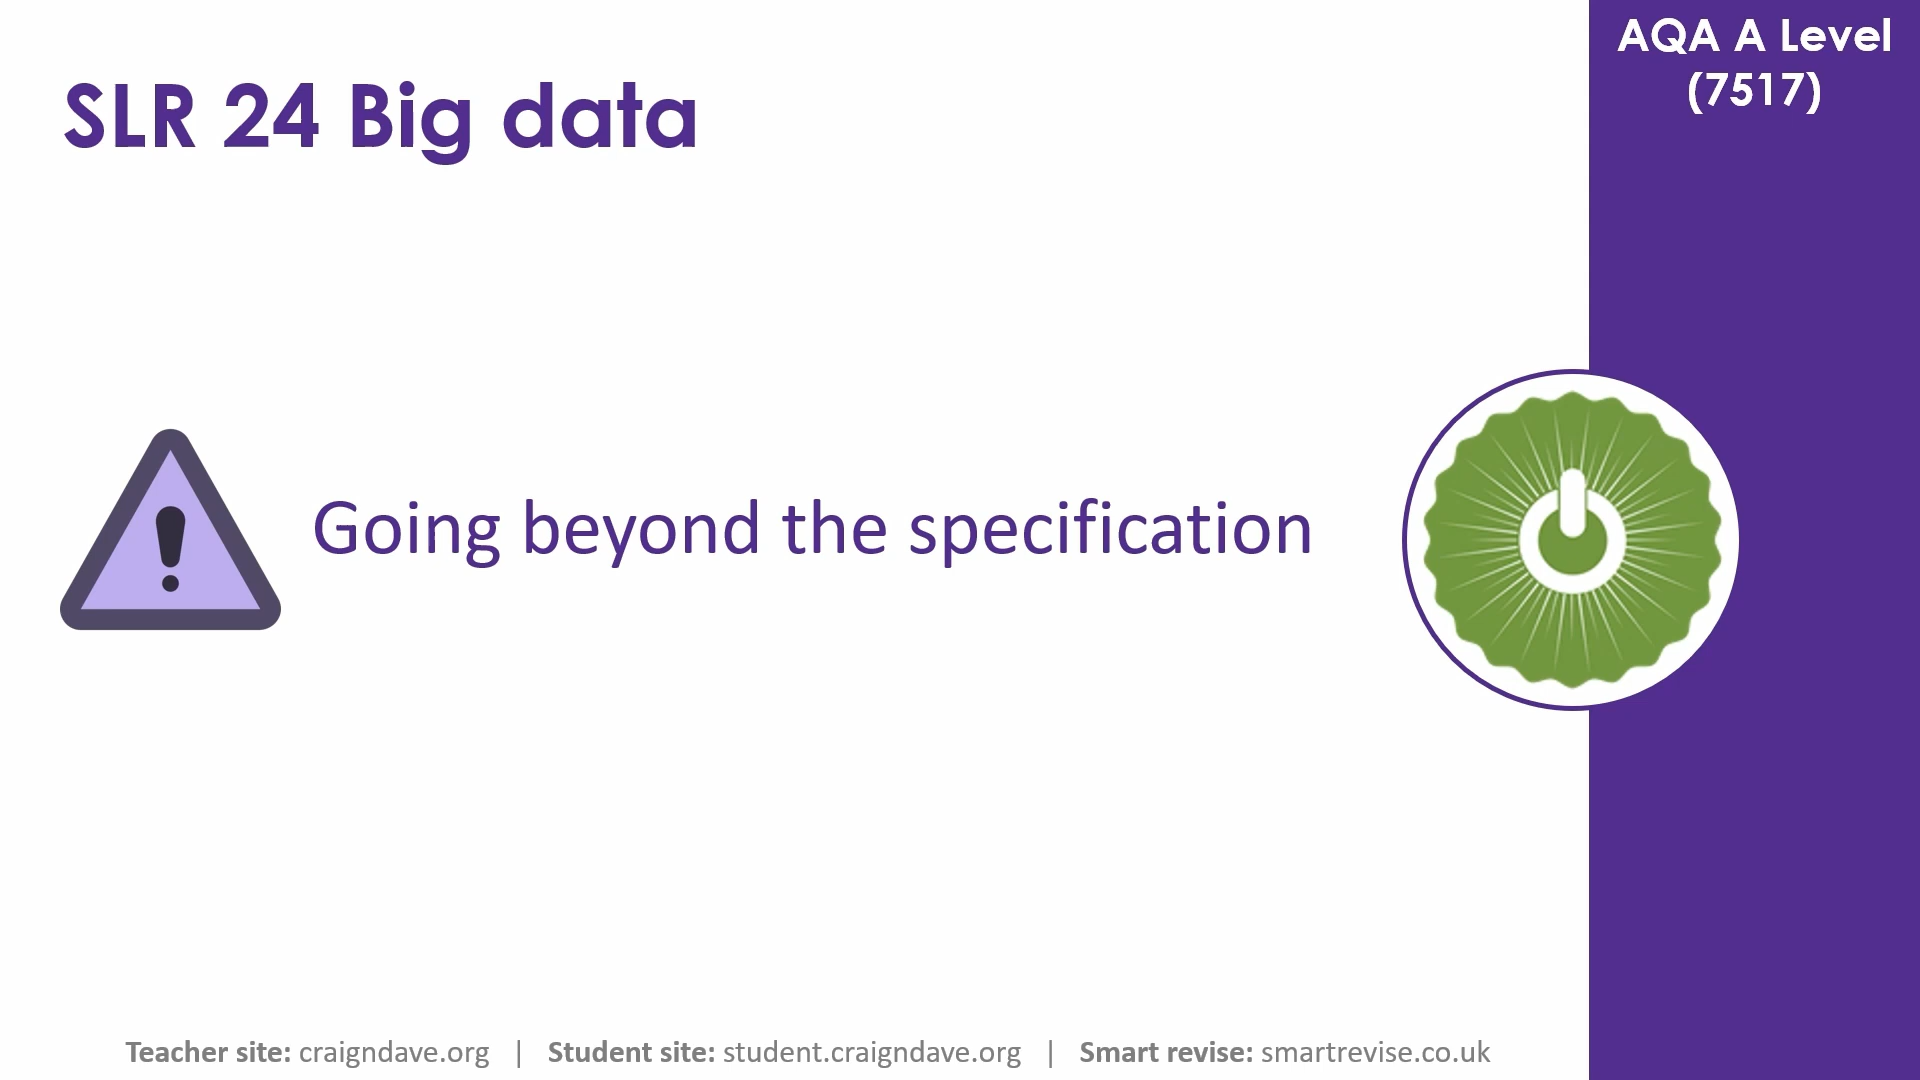 AQA A Level
(7517)
SLR 24 Big data
Going beyond the specification
Teacher site: craigndave.org | Student site: student.craigndave.org | Smart revise: smartrevise.co.uk